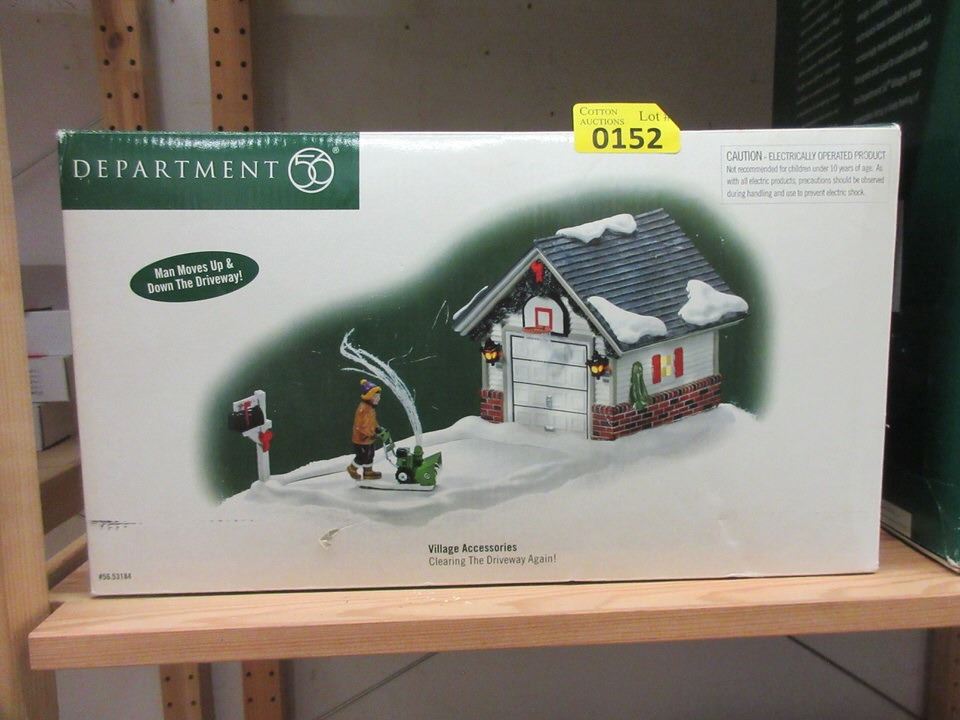 DEPARTMENT 56®
COTTON
AUCTIONS
Lot #
0152
CAUTION - ELECTRICALLY OPERATED PRODUCT
Not recommended for children under 10 years of age. As
with all electric products, precautions should be observed
during handling and use to prevent electric shock.
Man Moves Up &
Down The Driveway!
Village Accessories
Clearing The Driveway Again!
#56.53184